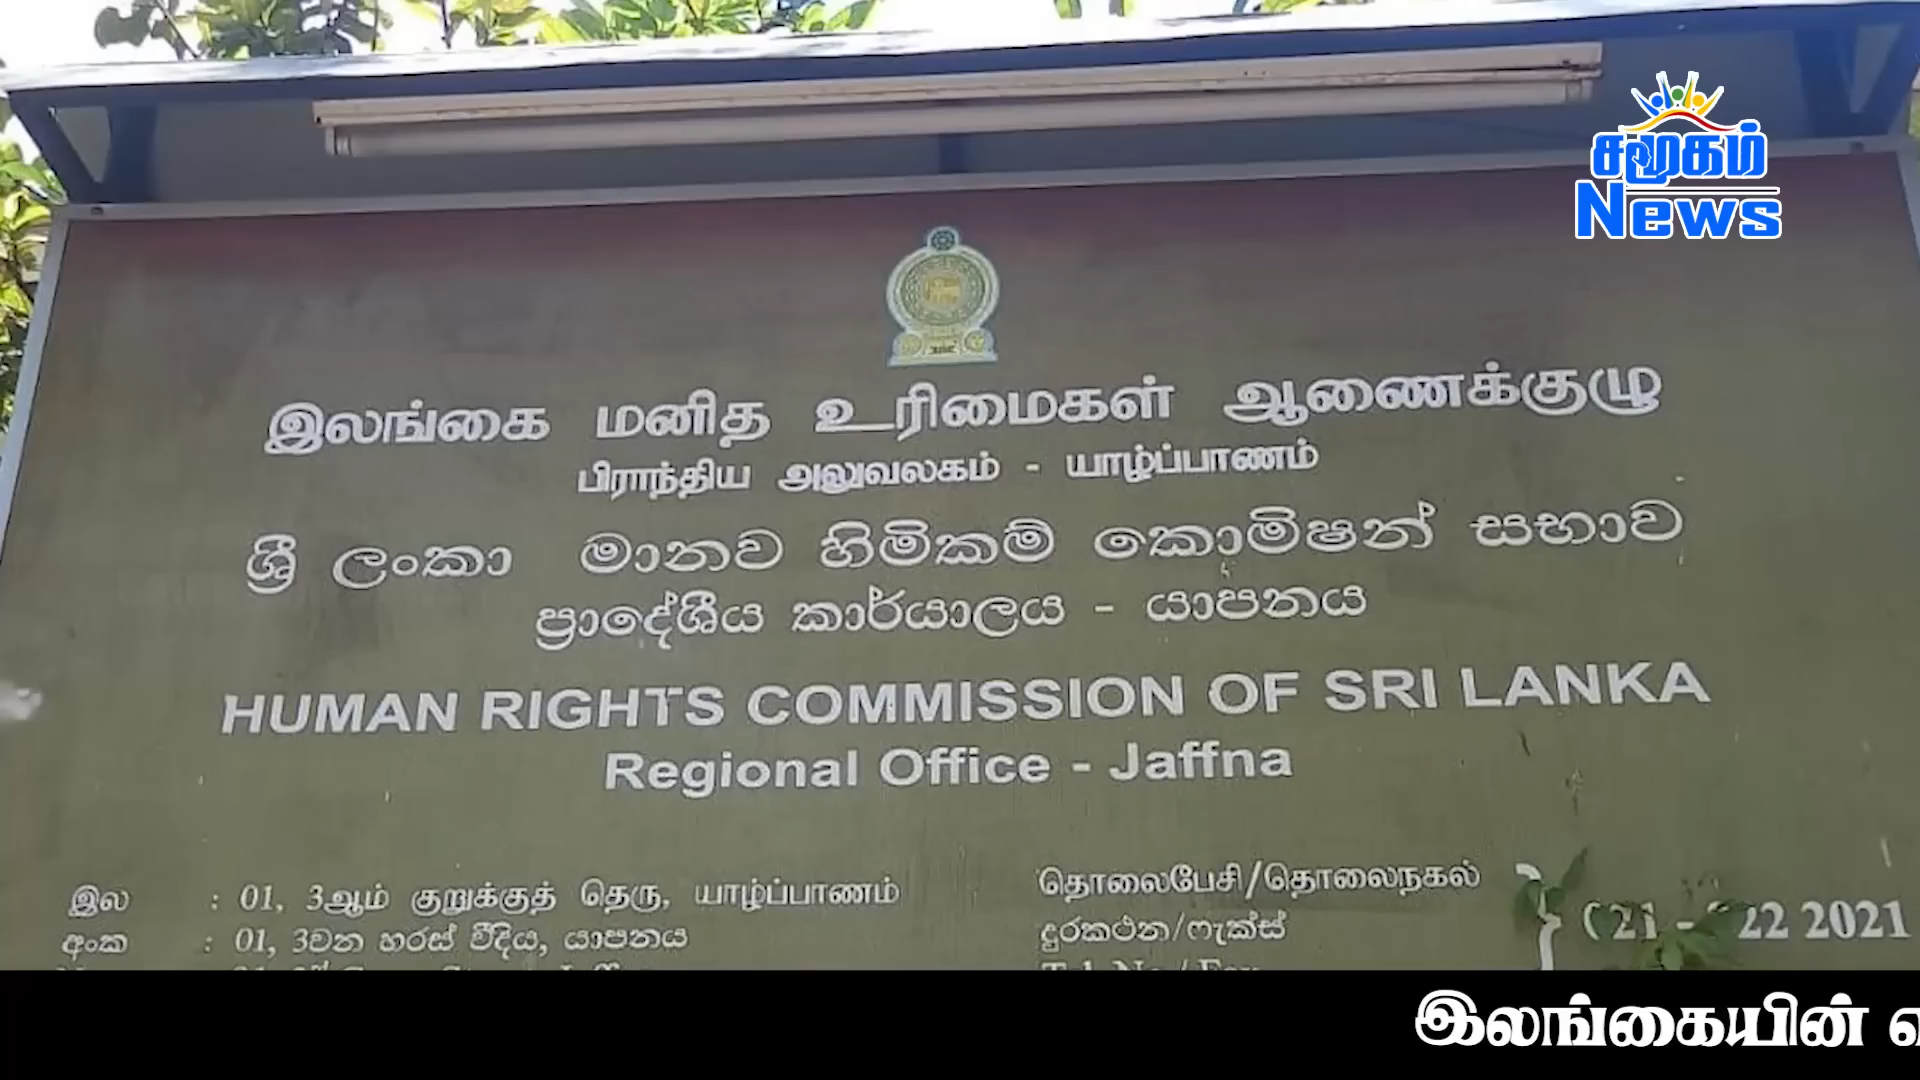 சமூகம்
News
இலங்கை மனித உரிமைகள் ஆணைக்குழு
பிராந்திய அலுவலகம் - யாழ்ப்பாணம்
ශ්‍රී ලංකා මානව හිමිකම් කොමිෂන් සභාව
ප්‍රාදේශීය කාර්යාලය - යාපනය
HUMAN RIGHTS COMMISSION OF SRI LANKA
Regional Office - Jaffna
இல : 01, 3ஆம் குறுக்குத் தெரு, யாழ்ப்பாணம்
අංක : 01, 3වන හරස් වීදිය, යාපනය
தொலைபேசி/தொலைநகல்
දුරකථන/ෆැක්ස්
021 - 222 2021
இலங்கையின்